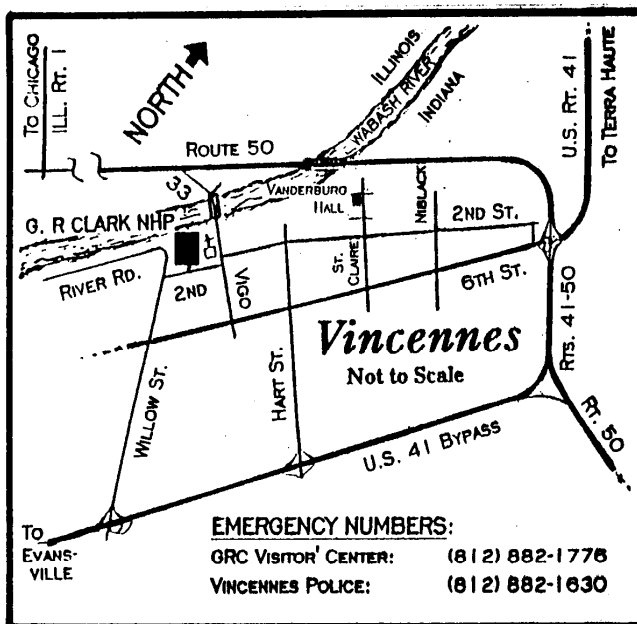 TO CHICAGO
ILL. RT. 1
NORTH
ILLINOIS
WABASH RIVER
INDIANA
U.S. RT. 41
TO TERRA HAUTE
ROUTE 50
33
VANDERBURG
HALL
NIBLACK
2ND ST.
G. R CLARK NHP
RIVER RD.
2ND
VIGO
ST.
CLAIRE
6TH ST.
RTS. 41-50
Vincennes
Not to Scale
WILLOW ST.
HART ST.
U.S. 41 BYPASS
RT. 50
TO
EVANS-
VILLE
EMERGENCY NUMBERS:
GRC VISITOR' CENTER: (812) 882-1776
VINCENNES POLICE: (812) 882-1630